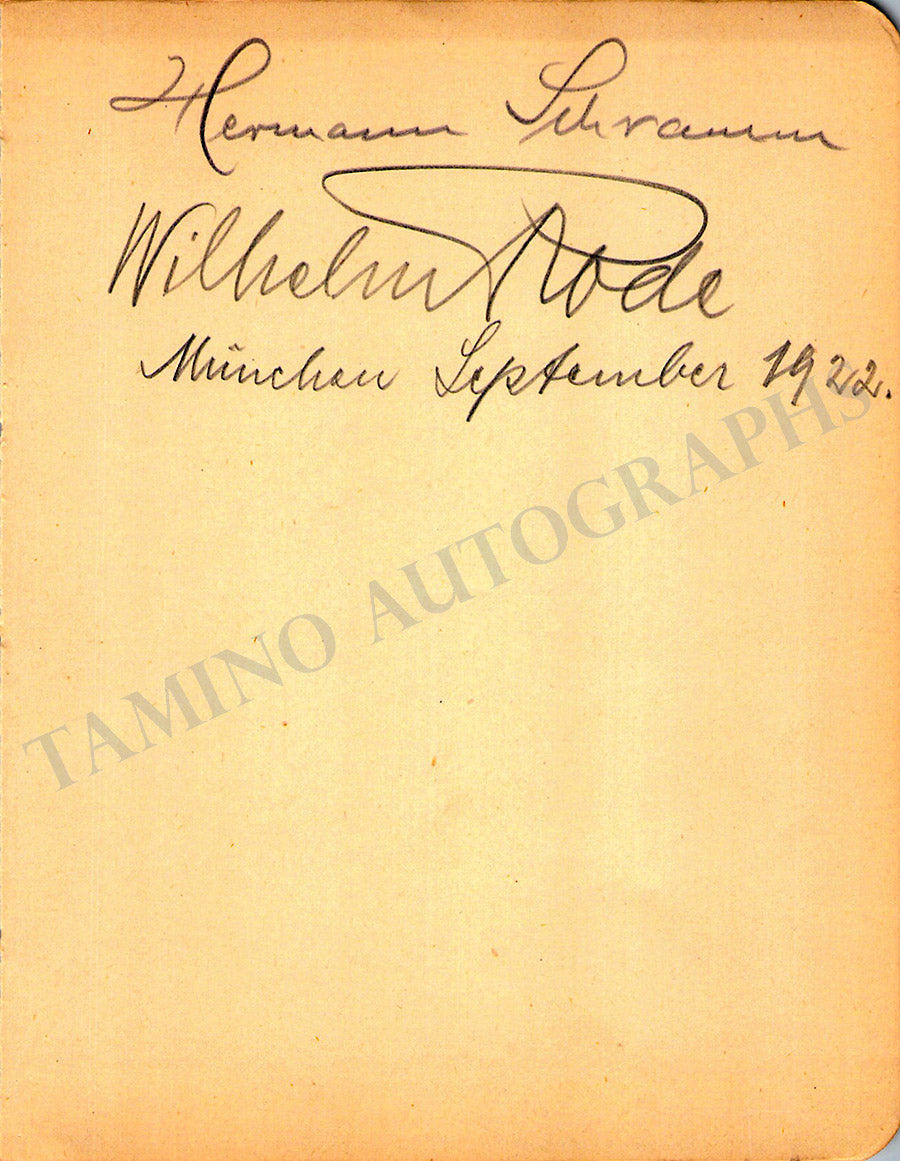 Hermann Schramm
Wilhelm Rode
München September 1922.
TAMINO AUTOGRAPHS